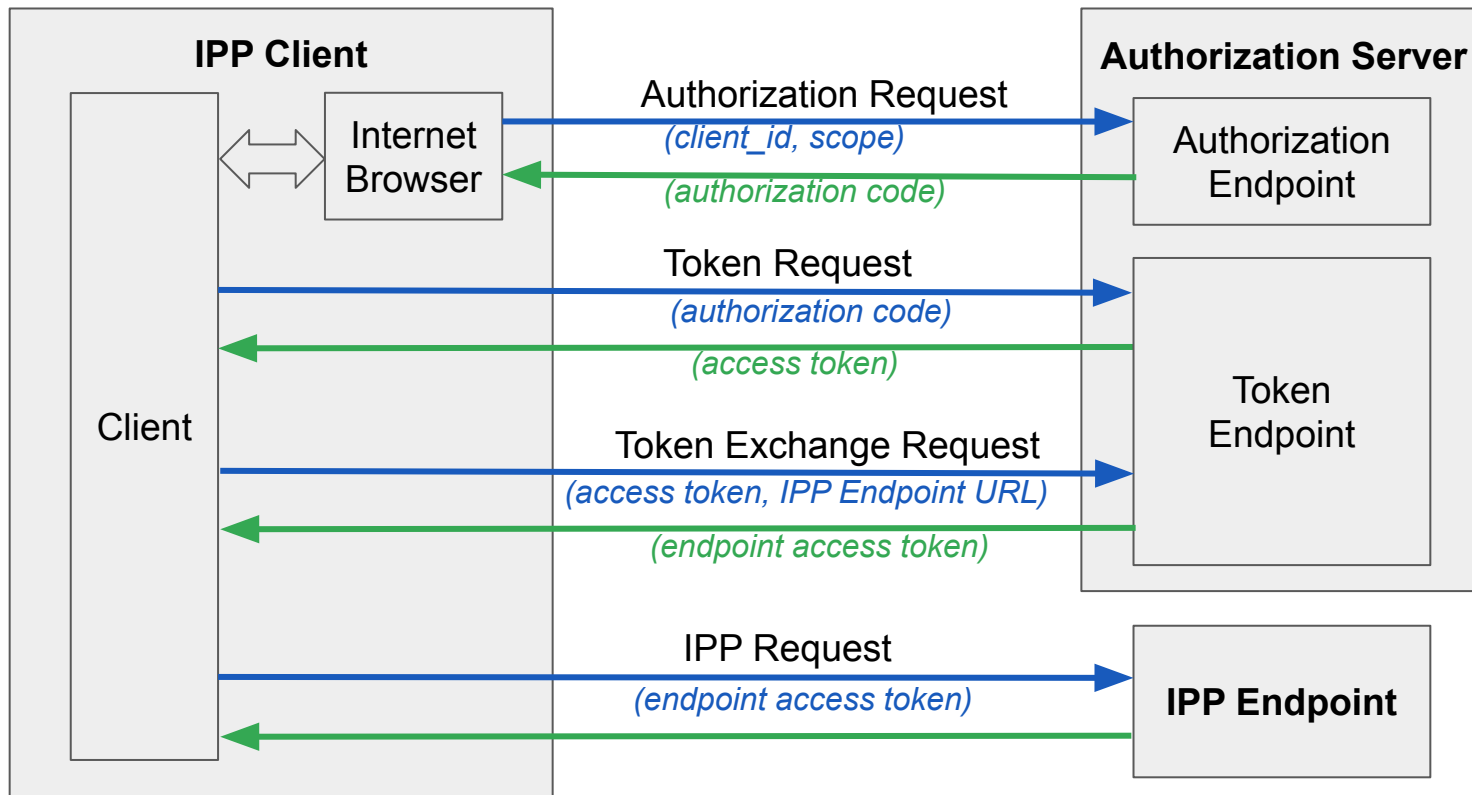 IPP Client
Authorization Server
Authorization Request
(client_id, scope)
(authorization code)
Internet
Browser
Authorization
Endpoint
Token Request
(authorization code)
(access token)
Client
Token
Endpoint
Token Exchange Request
(access token, IPP Endpoint URL)
(endpoint access token)
IPP Request
(endpoint access token)
IPP Endpoint